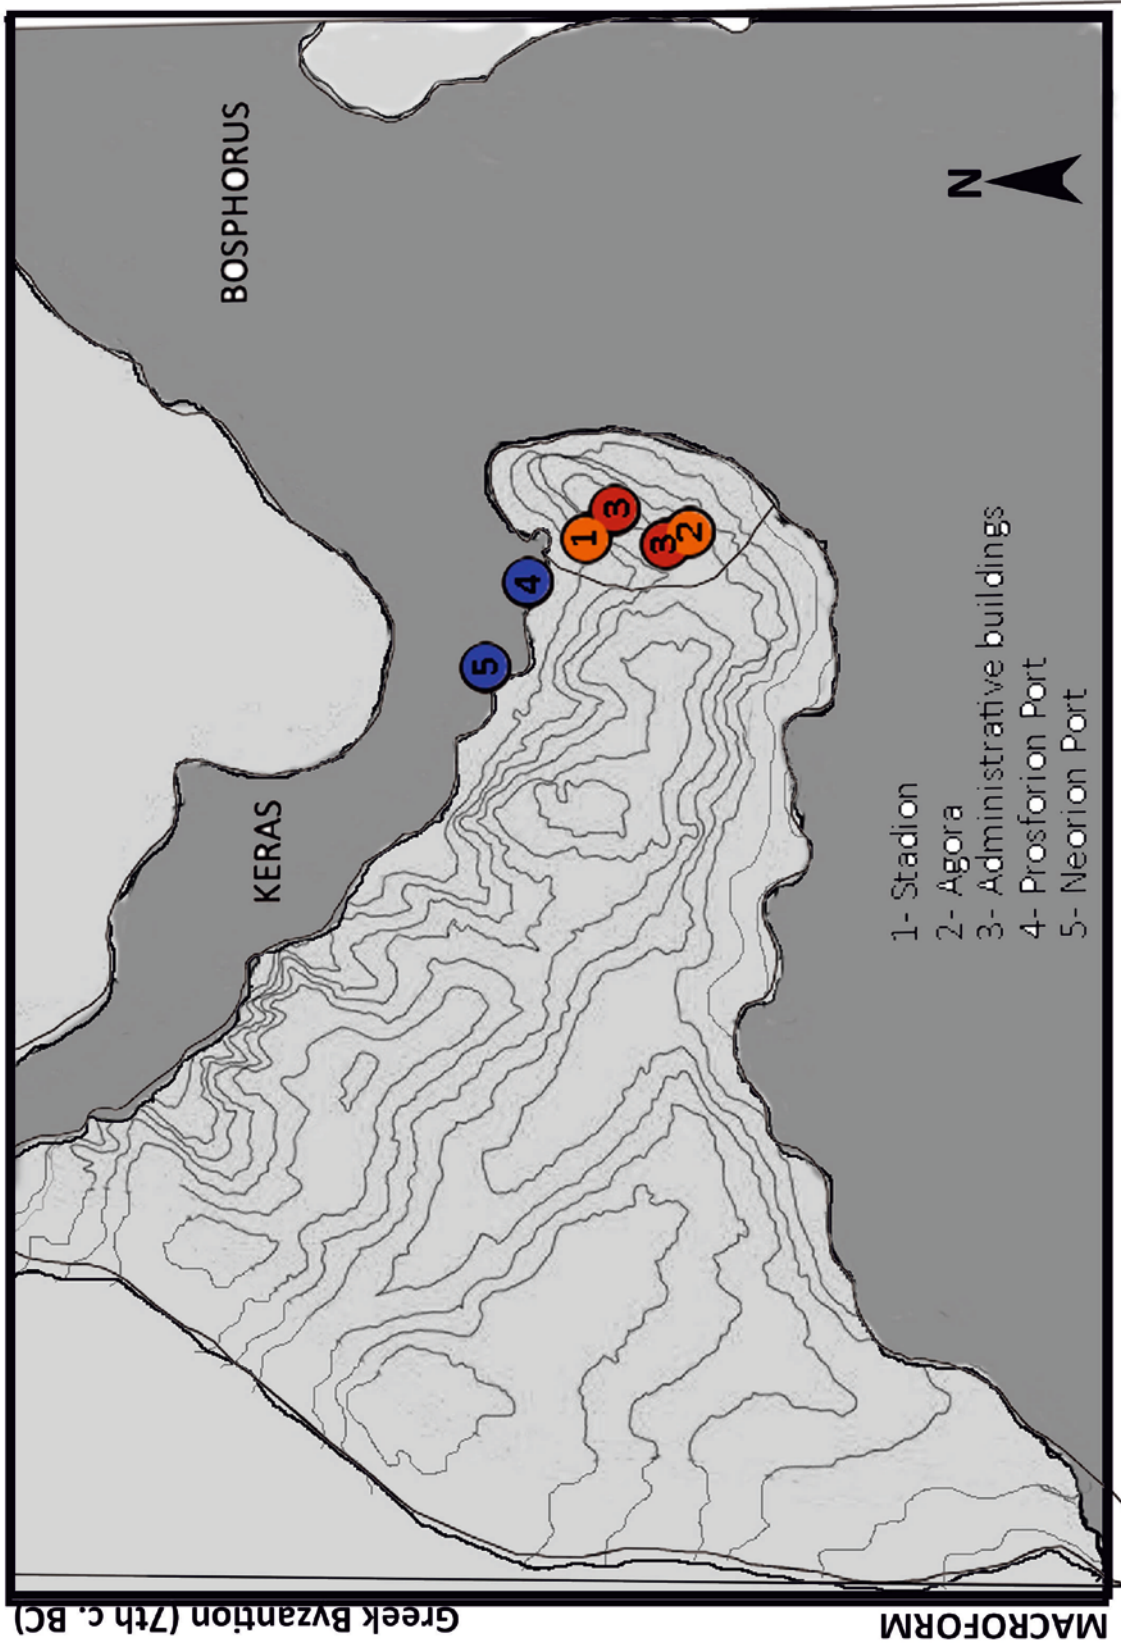 MACROFORM
Greek Byzantion (7th c. BC)
BOSPHORUS
KERAS
N
1
3
3
2
4
5
1- Stadion
2- Agora
3- Administrative buildings
4- Prosforion Port
5- Neorion Port